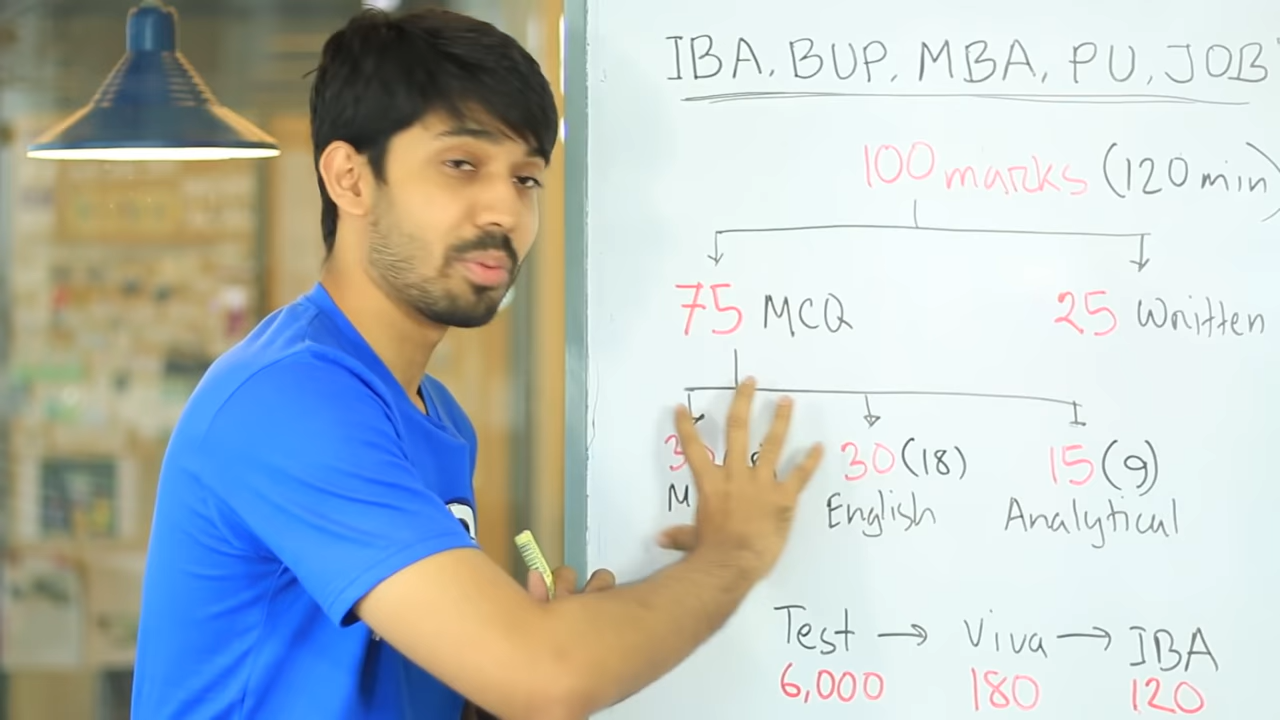 IBA, BUP, MBA, PU, JOB
100 marks (120 min)
75 MCQ 25 Written
30 (18) 15 (9)
English Analytical
Test → Viva → IBA
6,000 180 120